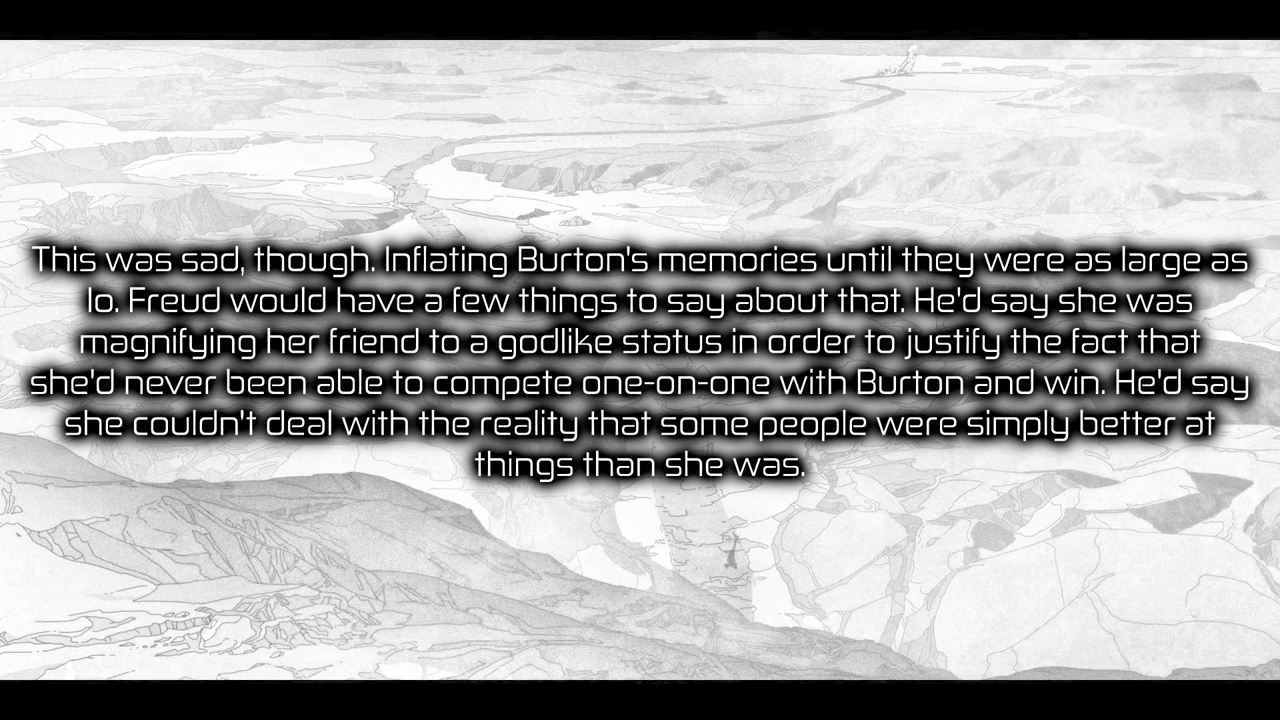 This was sad, though. Inflating Burton's memories until they were as large as
Io. Freud would have a few things to say about that. He'd say she was
magnifying her friend to a godlike status in order to justify the fact that
she'd never been able to compete one-on-one with Burton and win. He'd say
she couldn't deal with the reality that some people were simply better at
things than she was.